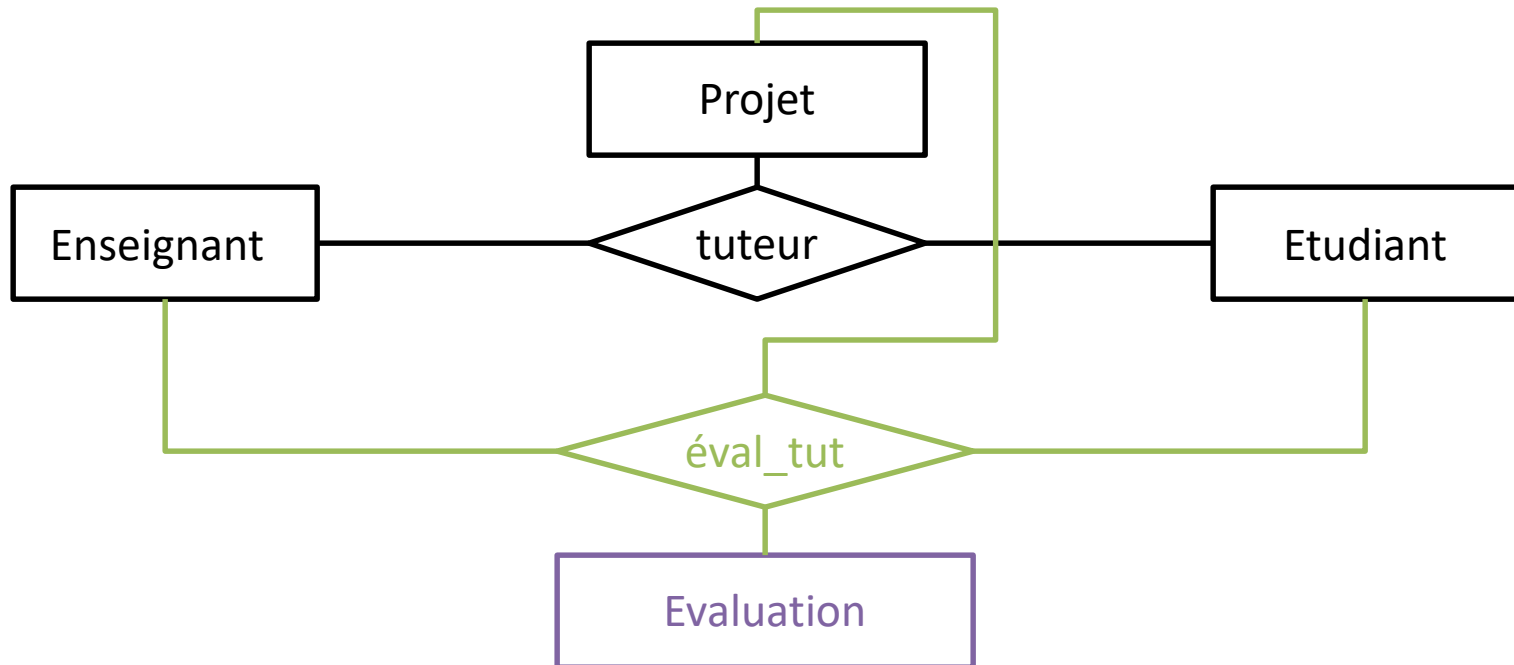 Projet
Enseignant
tuteur
Etudiant
éval_tut
Evaluation